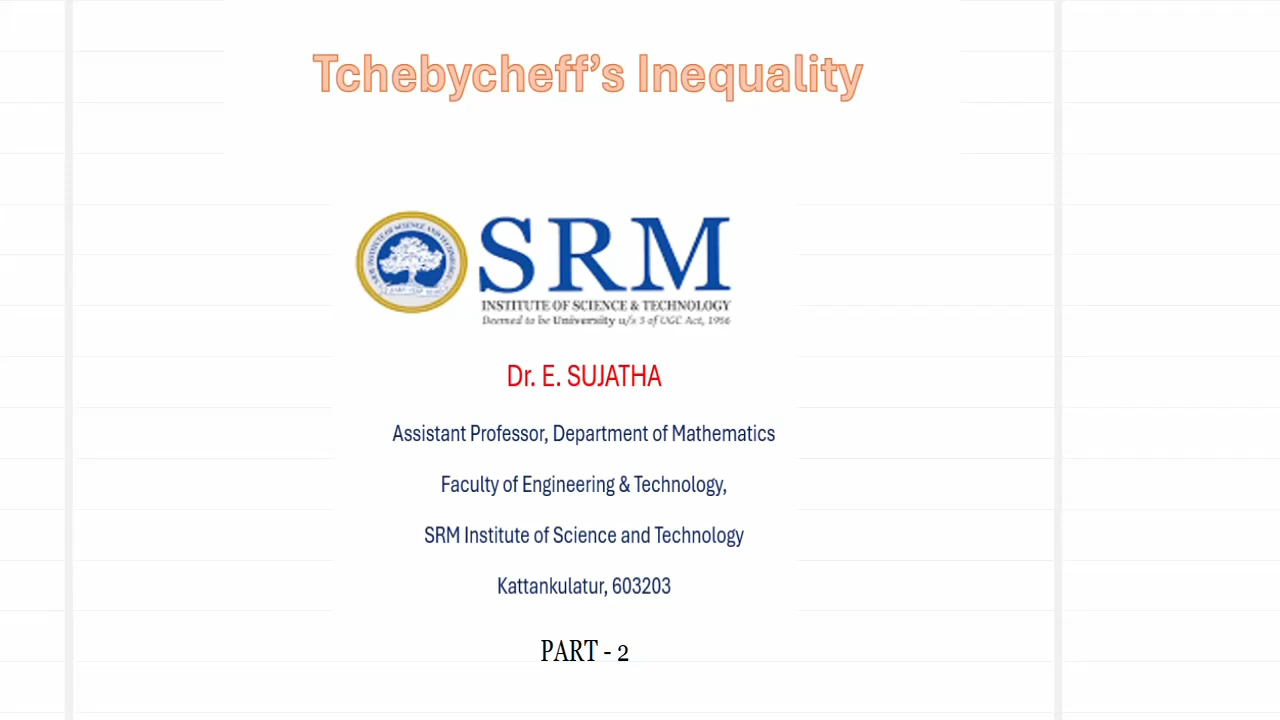 Tchebycheff’s Inequality
SRM
INSTITUTE OF SCIENCE & TECHNOLOGY
Deemed to be University u/s 3 of UGC Act, 1956
Dr. E. SUJATHA
Assistant Professor, Department of Mathematics
Faculty of Engineering & Technology,
SRM Institute of Science and Technology
Kattankulatur, 603203
PART - 2